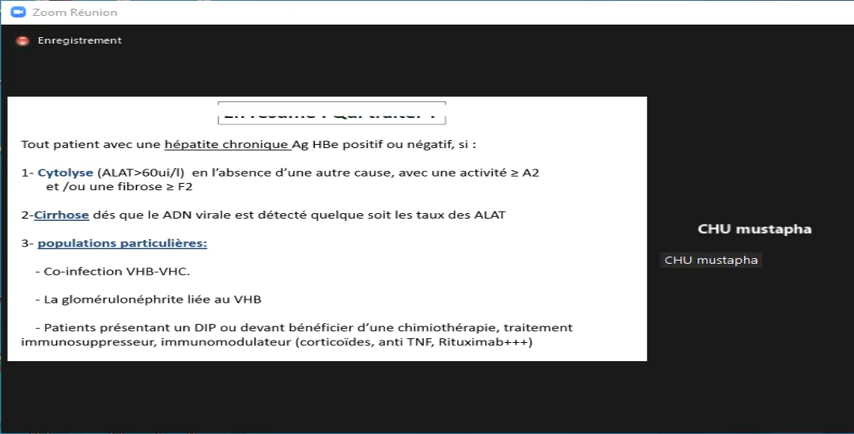 Zoom Réunion
Enregistrement
En résumé : Qui traiter ?
Tout patient avec une hépatite chronique Ag HBe positif ou négatif, si :
1- Cytolyse (ALAT>60ui/l) en l'absence d'une autre cause, avec une activité ≥ A2
et /ou une fibrose ≥ F2
2-Cirrhose dés que le ADN virale est détecté quelque soit les taux des ALAT
3- populations particulières:
- Co-infection VHB-VHC.
- La glomérulonéphrite liée au VHB
- Patients présentant un DIP ou devant bénéficier d'une chimiothérapie, traitement
immunosuppresseur, immunomodulateur (corticoïdes, anti TNF, Rituximab+++)
CHU mustapha
CHU mustapha